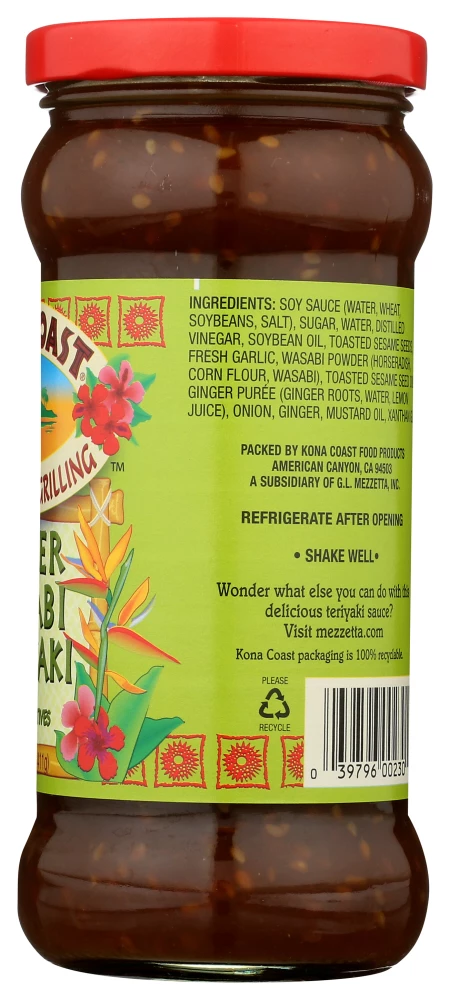 OAST
®
GRILLING
™
ER
ABI
AKI
TIVES
INGREDIENTS: SOY SAUCE (WATER, WHEAT,
SOYBEANS, SALT), SUGAR, WATER, DISTILLED
VINEGAR, SOYBEAN OIL, TOASTED SESAME SEEDS,
FRESH GARLIC, WASABI POWDER (HORSERADISH,
CORN FLOUR, WASABI), TOASTED SESAME SEED
GINGER PURÉE (GINGER ROOTS, WATER, LEMON
JUICE), ONION, GINGER, MUSTARD OIL, XANTHAN
PACKED BY KONA COAST FOOD PRODUCTS
AMERICAN CANYON, CA 94503
A SUBSIDIARY OF G.L. MEZZETTA, INC.
REFRIGERATE AFTER OPENING
• SHAKE WELL•
Wonder what else you can do with this
delicious teriyaki sauce?
Visit mezzetta.com
Kona Coast packaging is 100% recyclable.
PLEASE
RECYCLE
0 39796 00230